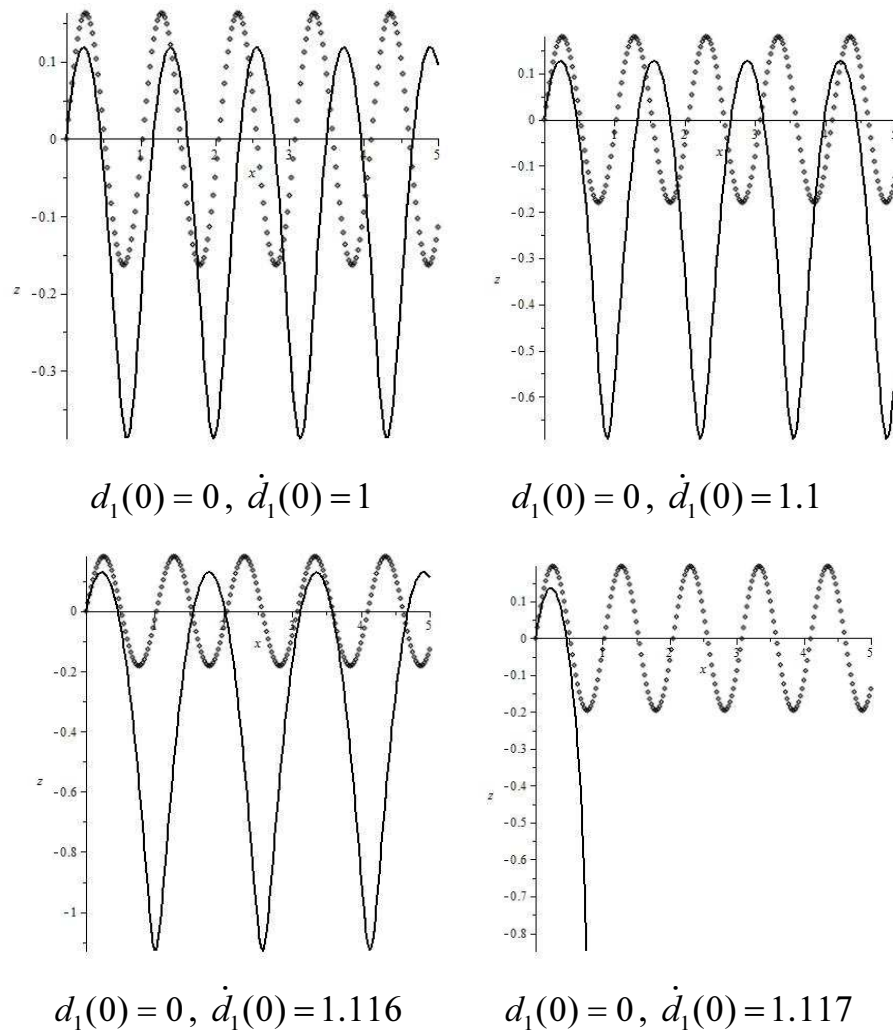 0.1
0
1 2 3 4 5
x
-0.1
z -0.2
-0.3
0.1
0
1 2 3 4
x
-0.1
-0.2
-0.3
z
-0.4
-0.5
-0.6
d₁(0) = 0 , ḋ₁(0) = 1
d₁(0) = 0 , ḋ₁(0) = 1.1
0
1 2 3 4 5
x
-0.2
-0.4
z
-0.6
-0.8
-1
0.1
0
1 2 3 4 5
x
-0.1
-0.2
-0.3
-0.4
z
-0.5
-0.6
-0.7
-0.8
d₁(0) = 0 , ḋ₁(0) = 1.116
d₁(0) = 0 , ḋ₁(0) = 1.117